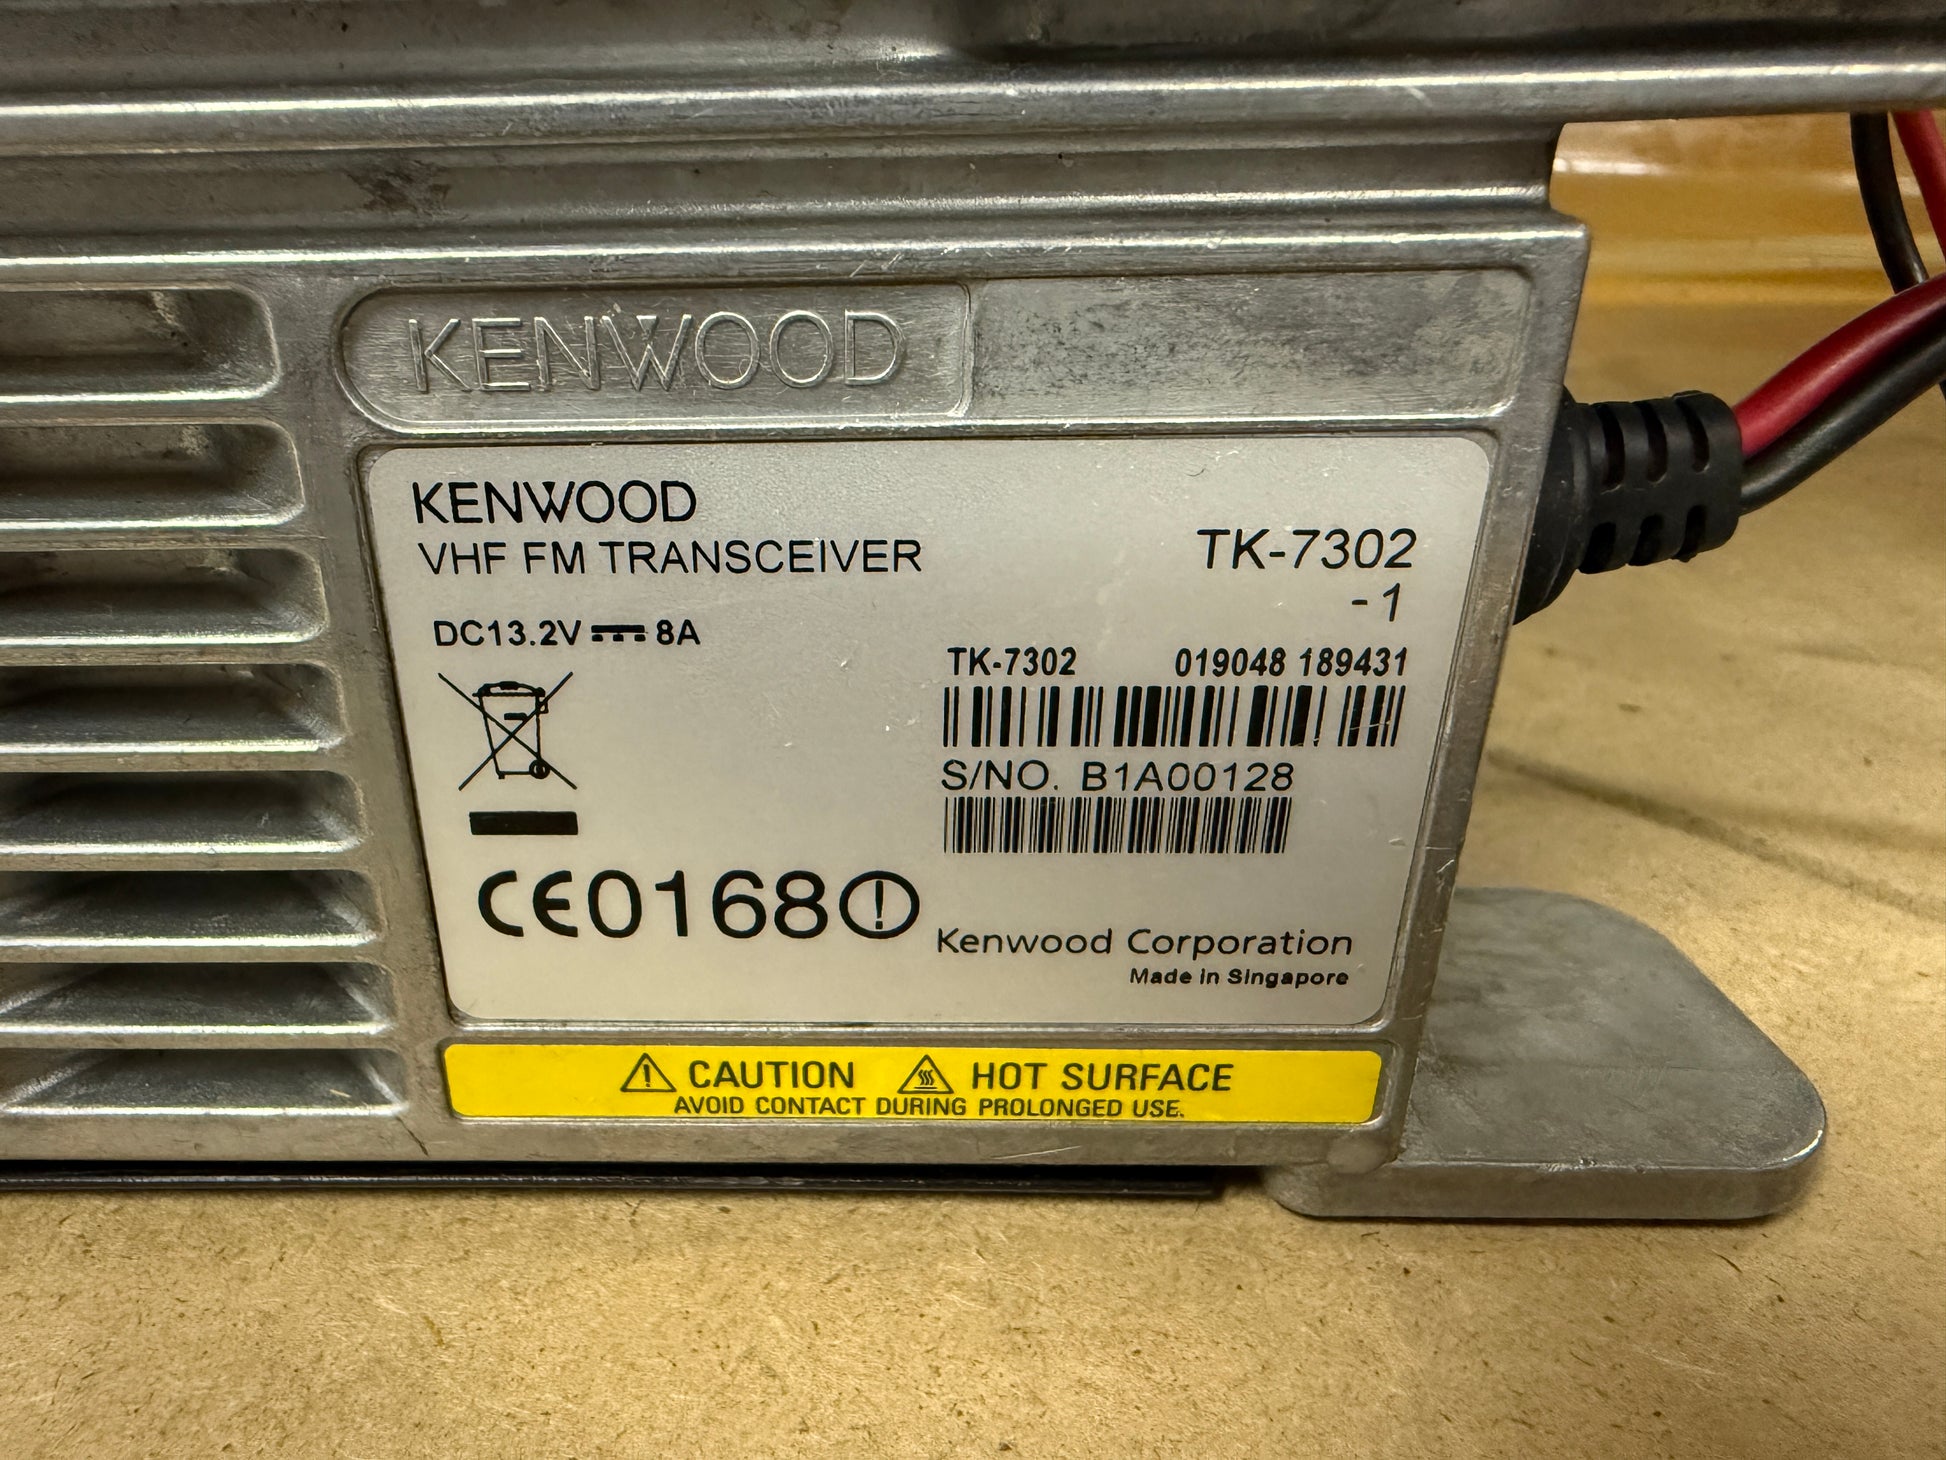 KENWOOD
KENWOOD
VHF FM TRANSCEIVER
TK-7302
-1
DC13.2V 8A
TK-7302 019048 189431
S/NO. B1A00128
CE0168
Kenwood Corporation
Made in Singapore
CAUTION HOT SURFACE
AVOID CONTACT DURING PROLONGED USE.